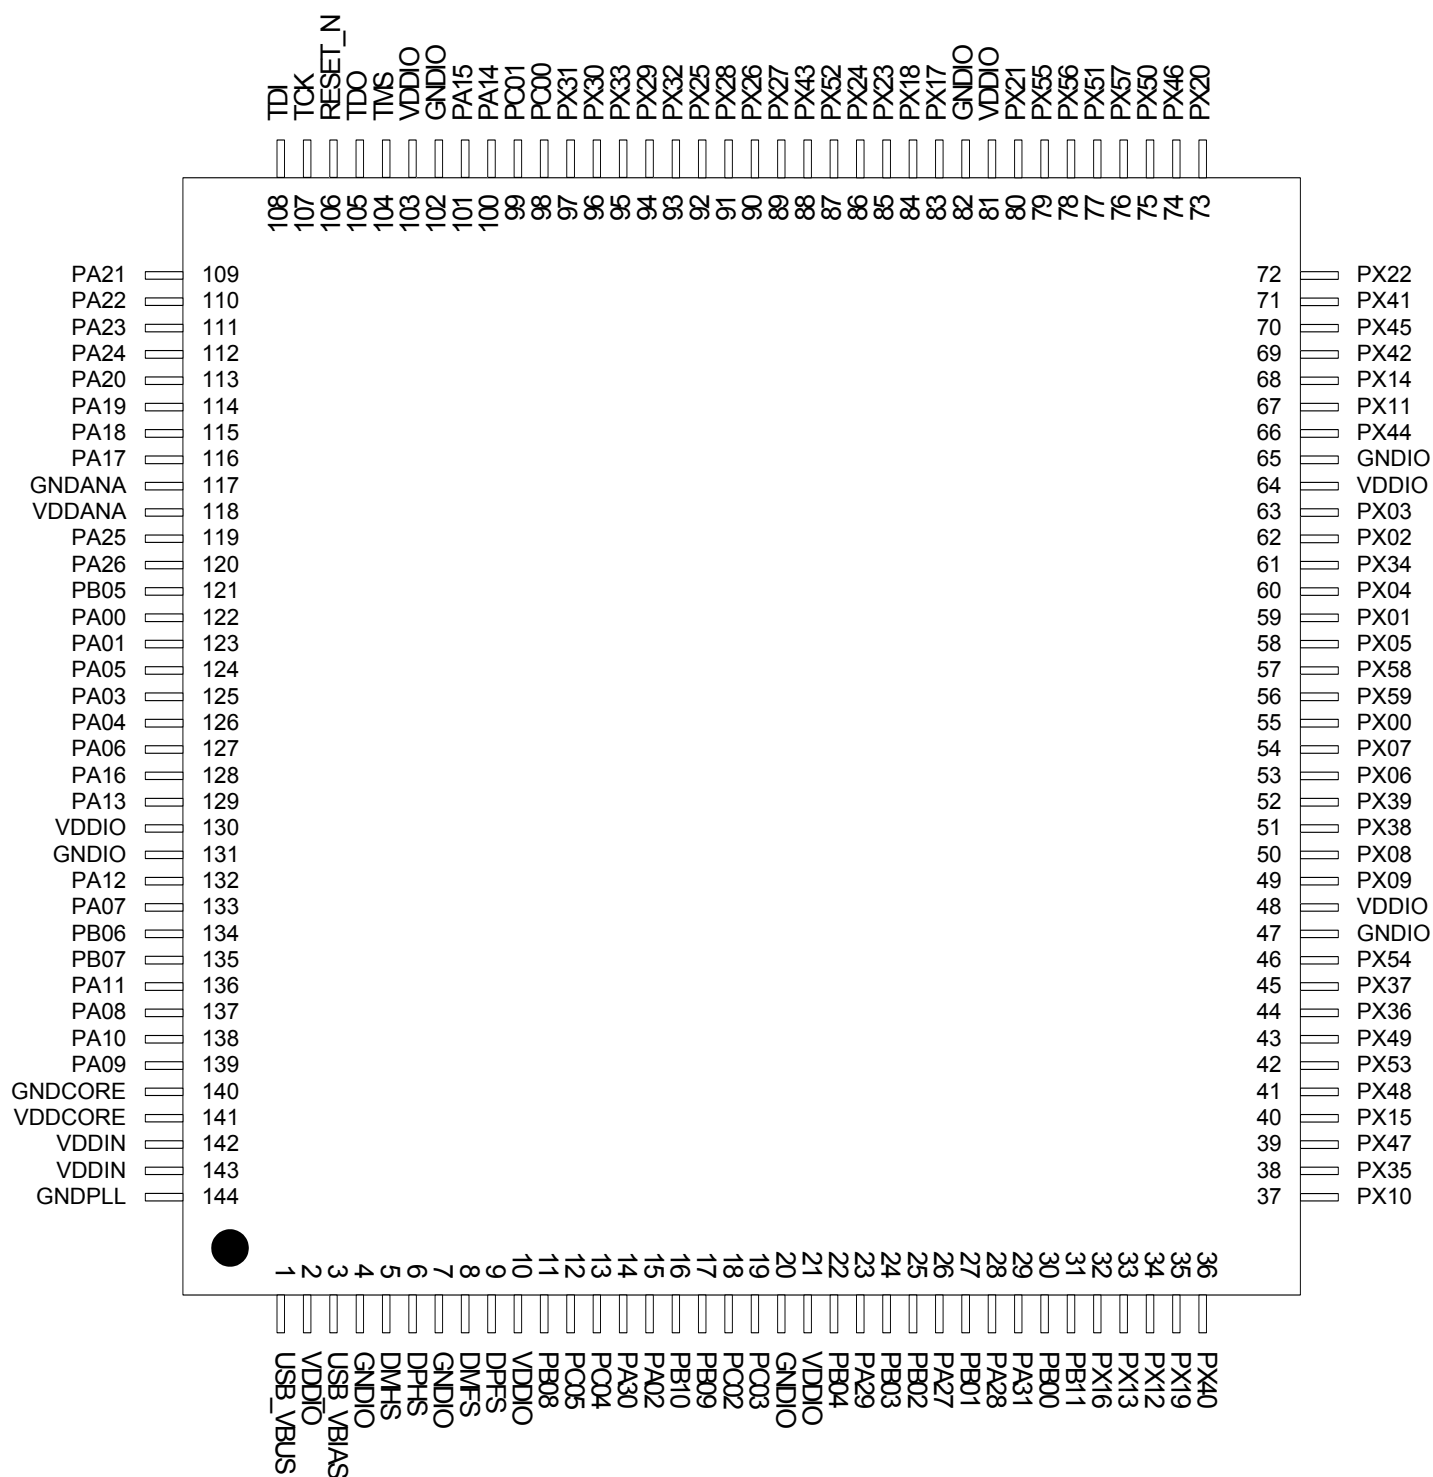 TDI
TCK
RESET_N
TDO
TMS
VDDIO
GNDIO
PA15
PA14
PC01
PC00
PX31
PX30
PX33
PX29
PX32
PX25
PX28
PX26
PX27
PX43
PX52
PX24
PX23
PX18
PX17
GNDIO
VDDIO
PX21
PX55
PX56
PX51
PX57
PX50
PX46
PX20
108
107
106
105
104
103
102
101
100
99
98
97
96
95
94
93
92
91
90
89
88
87
86
85
84
83
82
81
80
79
78
77
76
75
74
73
PA21 109
PA22 110
PA23 111
PA24 112
PA20 113
PA19 114
PA18 115
PA17 116
GNDANA 117
VDDANA 118
PA25 119
PA26 120
PB05 121
PA00 122
PA01 123
PA05 124
PA03 125
PA04 126
PA06 127
PA16 128
PA13 129
VDDIO 130
GNDIO 131
PA12 132
PA07 133
PB06 134
PB07 135
PA11 136
PA08 137
PA10 138
PA09 139
GNDCORE 140
VDDCORE 141
VDDIN 142
VDDIN 143
GNDPLL 144
72 PX22
71 PX41
70 PX45
69 PX42
68 PX14
67 PX11
66 PX44
65 GNDIO
64 VDDIO
63 PX03
62 PX02
61 PX34
60 PX04
59 PX01
58 PX05
57 PX58
56 PX59
55 PX00
54 PX07
53 PX06
52 PX39
51 PX38
50 PX08
49 PX09
48 VDDIO
47 GNDIO
46 PX54
45 PX37
44 PX36
43 PX49
42 PX53
41 PX48
40 PX15
39 PX47
38 PX35
37 PX10
1
2
3
4
5
6
7
8
9
10
11
12
13
14
15
16
17
18
19
20
21
22
23
24
25
26
27
28
29
30
31
32
33
34
35
36
USB_VBUS
VDDIO
USB_VBIAS
GNDIO
DMHS
DPHS
GNDIO
DMFS
DPFS
VDDIO
PB08
PC05
PC04
PA30
PA02
PB10
PB09
PC02
PC03
GNDIO
VDDIO
PB04
PA29
PB03
PB02
PA27
PB01
PA28
PA31
PB00
PB11
PX16
PX13
PX12
PX19
PX40